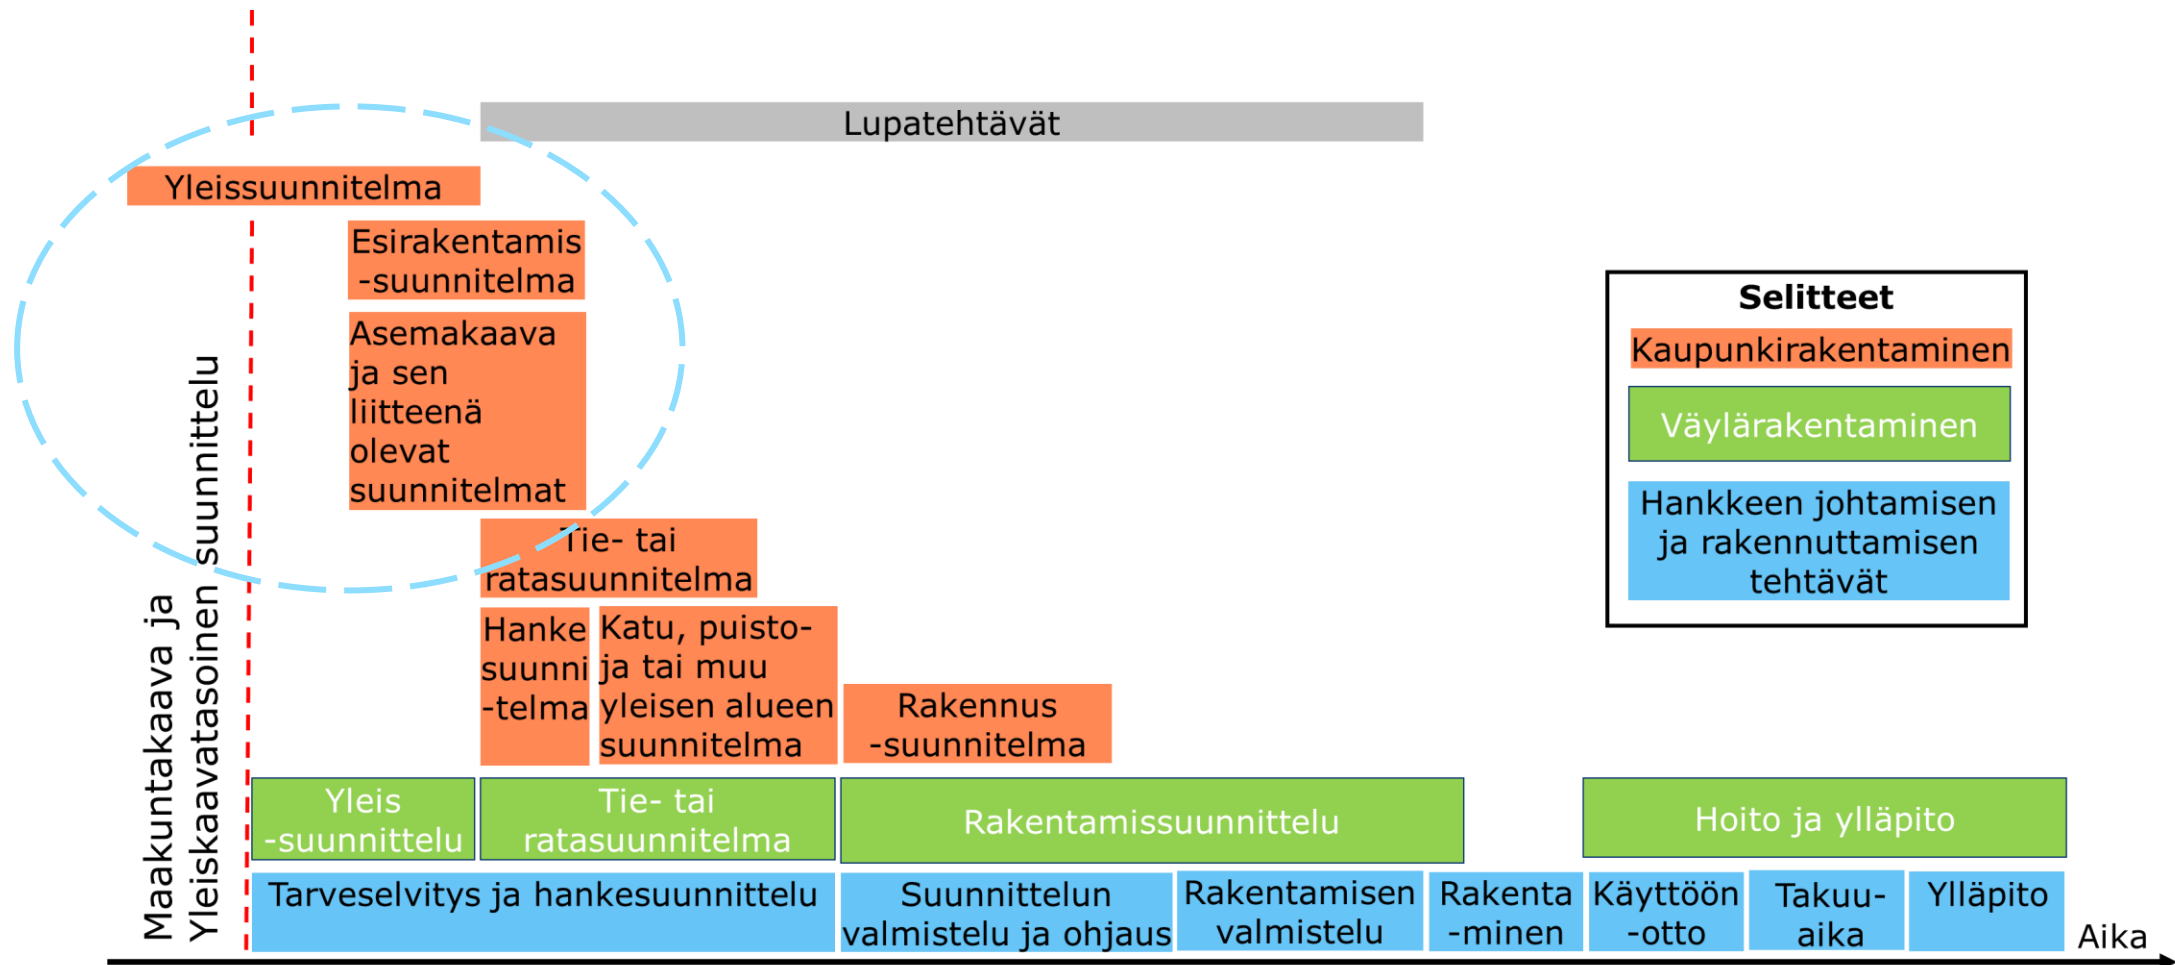 Lupatehtävät
Yleissuunnitelma
Esirakentamis
-suunnitelma
Asemakaava
ja sen
liitteenä
olevat
suunnitelmat
Tie- tai
ratasuunnitelma
Hanke
suunni
-telma
Katu, puisto-
ja tai muu
yleisen alueen
suunnitelma
Rakennus
-suunnitelma
Maakuntakaava ja
Yleiskaavatasoinen suunnittelu
Selitteet
Kaupunkirakentaminen
Väylärakentaminen
Hankkeen johtamisen
ja rakennuttamisen
tehtävät
Yleis
-suunnittelu
Tie- tai
ratasuunnitelma
Rakentamissuunnittelu
Hoito ja ylläpito
Tarveselvitys ja hankesuunnittelu
Suunnittelun
valmistelu ja ohjaus
Rakentamisen
valmistelu
Rakenta
-minen
Käyttöön
-otto
Takuu-
aika
Ylläpito
Aika